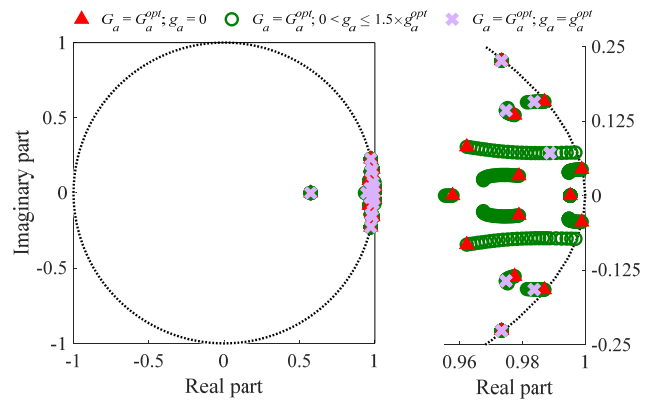 G_a = G_a^opt; g_a = 0   G_a = G_a^opt; 0 < g_a ≤ 1.5×g_a^opt   G_a = G_a^opt; g_a = g_a^opt
1
0.5
0
-0.5
-1
Imaginary part
-1 -0.5 0 0.5 1
Real part
0.25
0.125
0
-0.125
-0.25
0.96 0.98 1
Real part